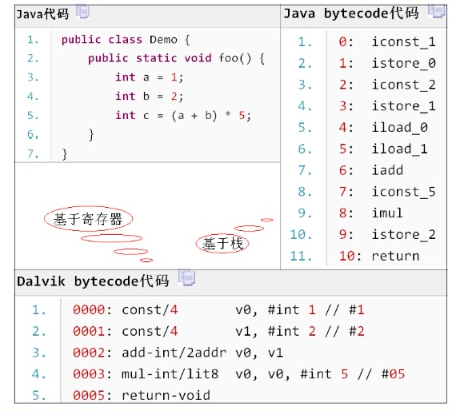 Java代码
1. public class Demo {
2. public static void foo() {
3. int a = 1;
4. int b = 2;
5. int c = (a + b) * 5;
6. }
7. }
Java bytecode代码
1. 0: iconst_1
2. 1: istore_0
3. 2: iconst_2
4. 3: istore_1
5. 4: iload_0
6. 5: iload_1
7. 6: iadd
8. 7: iconst_5
9. 8: imul
10. 9: istore_2
11. 10: return
基于寄存器
基于栈
Dalvik bytecode代码
1. 0000: const/4 v0, #int 1 // #1
2. 0001: const/4 v1, #int 2 // #2
3. 0002: add-int/2addr v0, v1
4. 0003: mul-int/lit8 v0, v0, #int 5 // #05
5. 0005: return-void